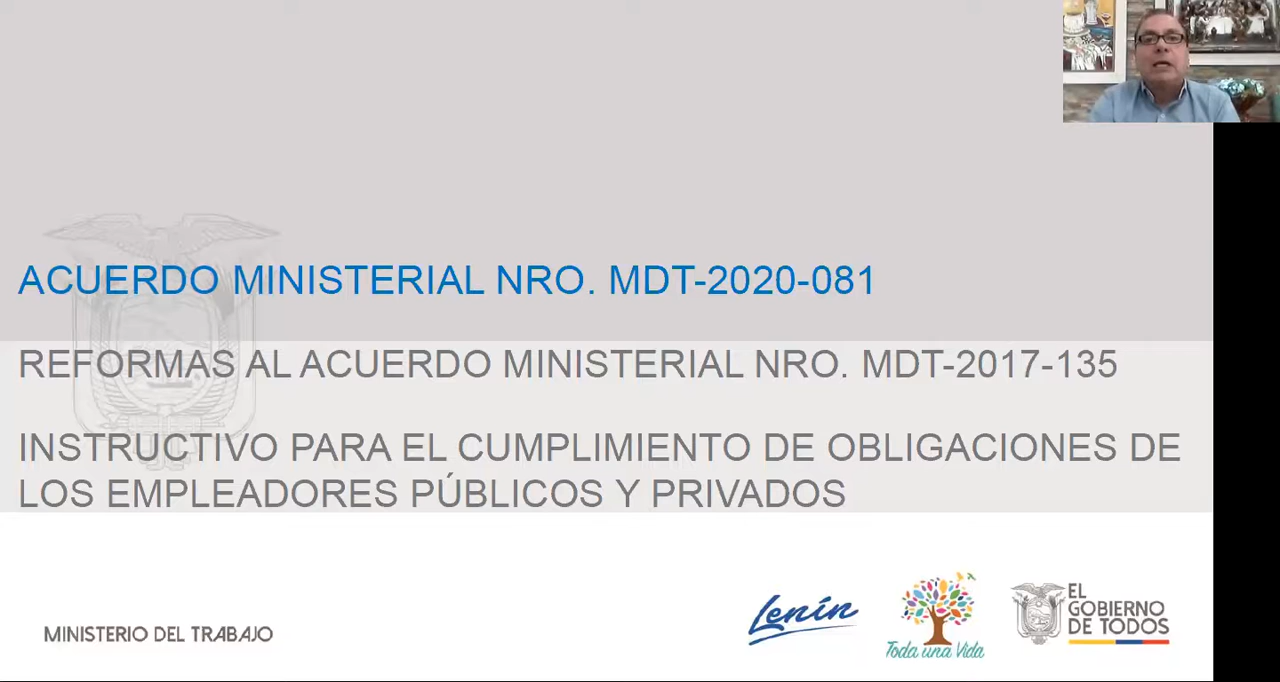 ACUERDO MINISTERIAL NRO. MDT-2020-081
REFORMAS AL ACUERDO MINISTERIAL NRO. MDT-2017-135
INSTRUCTIVO PARA EL CUMPLIMIENTO DE OBLIGACIONES DE
LOS EMPLEADORES PÚBLICOS Y PRIVADOS
MINISTERIO DEL TRABAJO
Lenín
Toda una Vida
EL
GOBIERNO
DE TODOS